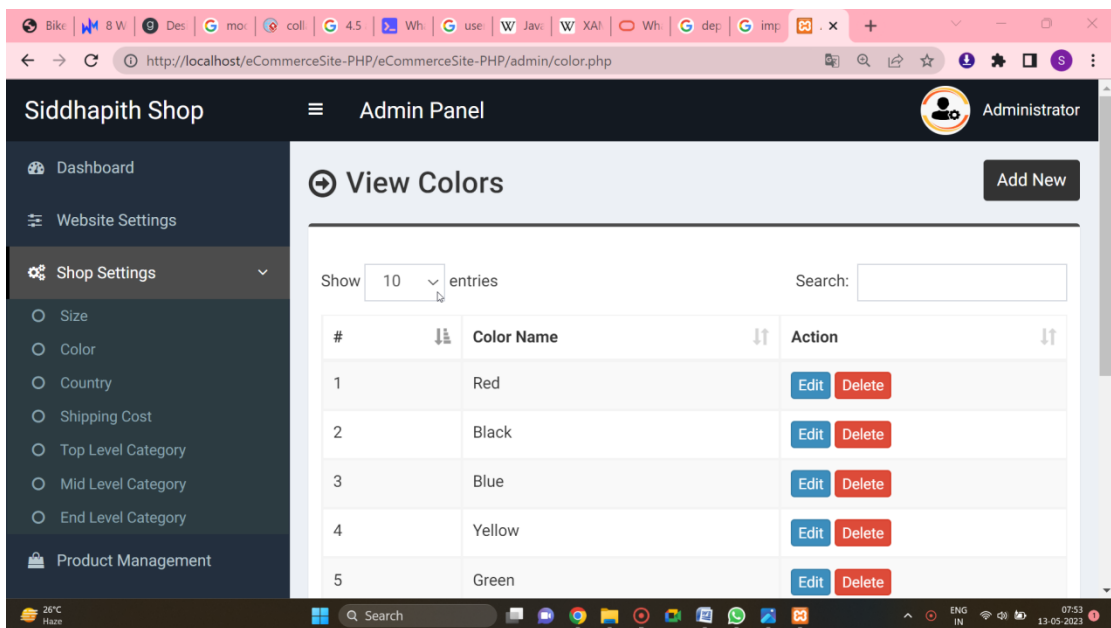 Bike 8 W Des moc coll 4.5 Wh use Java XAN Wh dep imp .
http://localhost/eCommerceSite-PHP/eCommerceSite-PHP/admin/color.php S
Siddhapith Shop Admin Panel Administrator
Dashboard
View Colors Add New
Website Settings
Shop Settings
Show 10 entries Search:
Size
# Color Name Action
Color
Country
1 Red Edit Delete
Shipping Cost
2 Black Edit Delete
Top Level Category
Mid Level Category
3 Blue Edit Delete
End Level Category
4 Yellow Edit Delete
Product Management
5 Green Edit Delete
26°C
Haze
Search
ENG
IN
07:53
13-05-2023
1